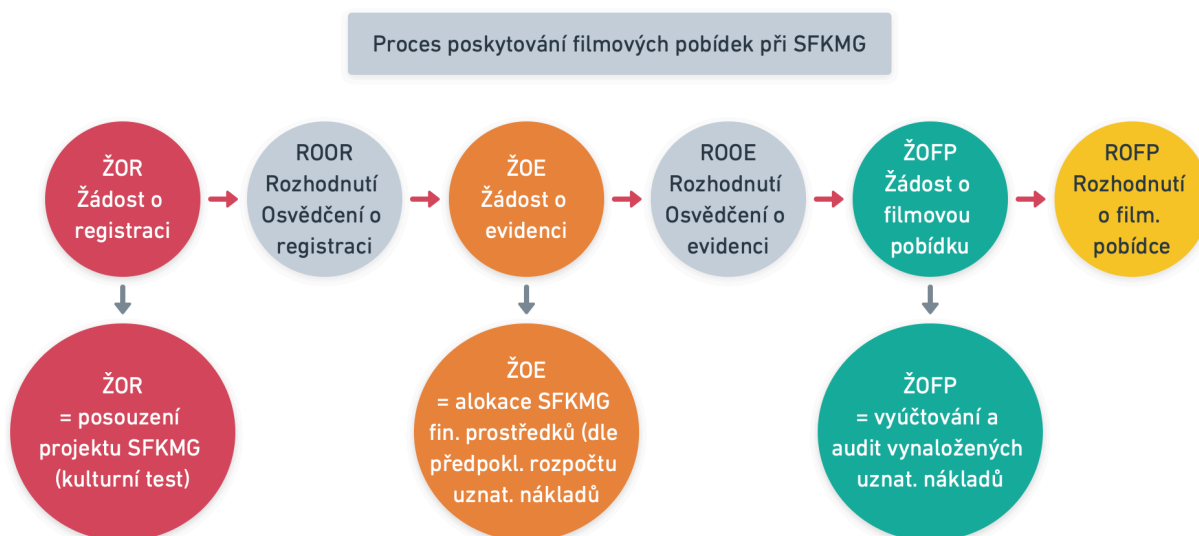 Proces poskytování filmových pobídek při SFKMG
ŽOR
Žádost o
registraci
ROOR
Rozhodnutí
Osvědčení o
registraci
ŽOE
Žádost o
evidenci
ROOE
Rozhodnutí
Osvědčení o
evidenci
ŽOFP
Žádost o
filmovou
pobídku
ROFP
Rozhodnutí
o film.
pobídce
ŽOR
= posouzení
projektu SFKMG
(kulturní test)
ŽOE
= alokace SFKMG
fin. prostředků (dle
předpokl. rozpočtu
uznat. nákladů
ŽOFP
= vyúčtování a
audit vynaložených
uznat. nákladů